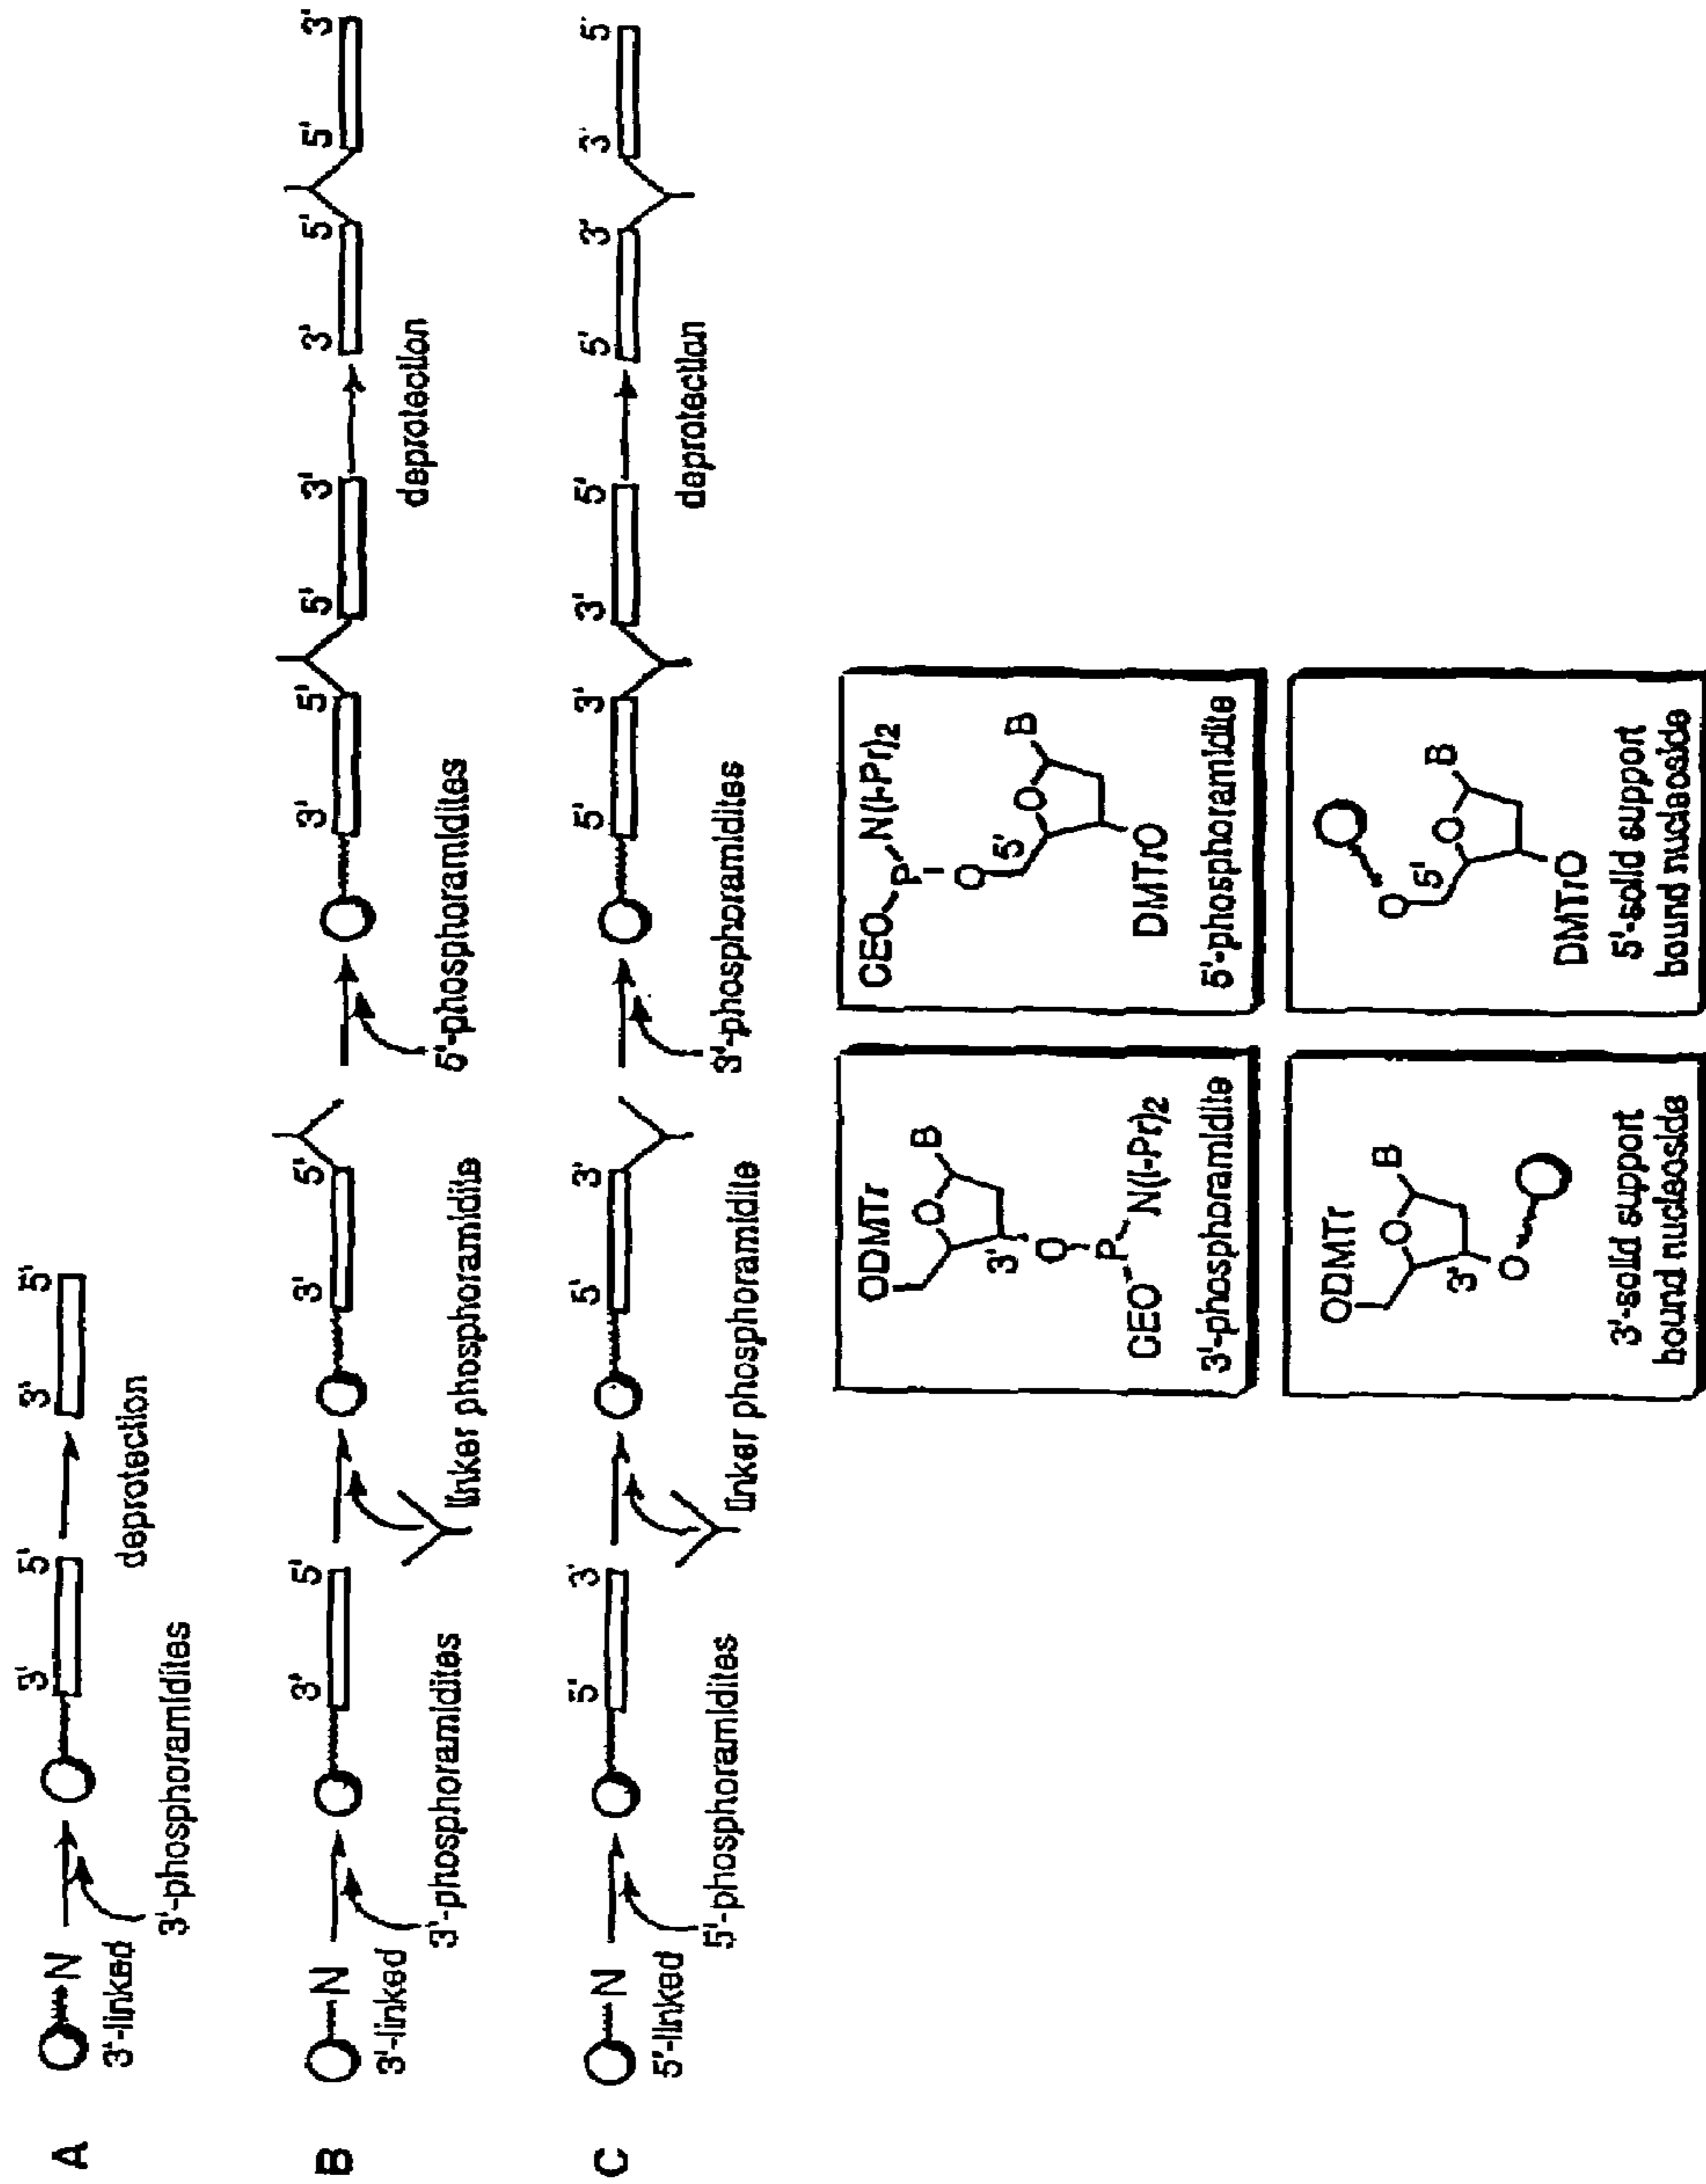 A
3'-linked
N
3'-phosphoramidites
3' 5'
deprotection
3' 5'
B
3'-linked
N
3'-phosphoramidites
3' 5'
linker phosphoramidite
3' 5'
5'-phosphoramidites
3' 5' 5' 3'
deprotection
3' 5' 5' 3'
C
5'-linked
N
5'-phosphoramidites
5' 3'
linker phosphoramidite
5' 3'
3'-phosphoramidites
5' 3' 3' 5'
deprotection
5' 3' 3' 5'
ODMTr
O B
3'
O
CEO P N(i-Pr)2
3'-phosphoramidite
CEO P N(i-Pr)2
O
5' O B
DMTrO
5'-phosphoramidite
ODMTr
O B
3'
O
3'-solid support
bound nucleoside
O
5' O B
DMTrO
5'-solid support
bound nucleoside